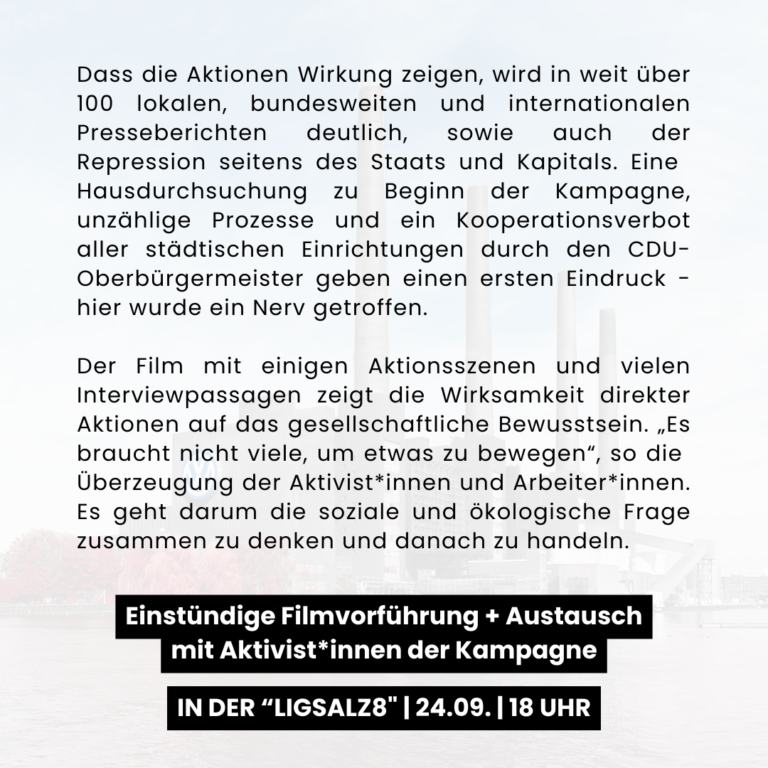 Dass die Aktionen Wirkung zeigen, wird in weit über
100 lokalen, bundesweiten und internationalen
Presseberichten deutlich, sowie auch der
Repression seitens des Staats und Kapitals. Eine
Hausdurchsuchung zu Beginn der Kampagne,
unzählige Prozesse und ein Kooperationsverbot
aller städtischen Einrichtungen durch den CDU-
Oberbürgermeister geben einen ersten Eindruck -
hier wurde ein Nerv getroffen.
Der Film mit einigen Aktionsszenen und vielen
Interviewpassagen zeigt die Wirksamkeit direkter
Aktionen auf das gesellschaftliche Bewusstsein. „Es
braucht nicht viele, um etwas zu bewegen“, so die
Überzeugung der Aktivist*innen und Arbeiter*innen.
Es geht darum die soziale und ökologische Frage
zusammen zu denken und danach zu handeln.
Einstündige Filmvorführung + Austausch
mit Aktivist*innen der Kampagne
IN DER “LIGSALZ8" | 24.09. | 18 UHR